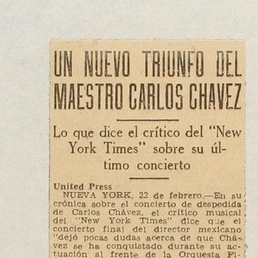 UN NUEVO TRIUNFO DEL
MAESTRO CARLOS CHAVEZ
Lo que dice el crítico del "New
York Times" sobre su úl-
timo concierto
United Press
NUEVA YORK, 22 de febrero.—En su
crónica sobre el concierto de despedida
de Carlos Chávez, el crítico musical
del "New York Times" dice que el
concierto final del director mexicano
"dejó pocas dudas acerca de que Chá-
vez se ha conquistado durante su ac-
tuación al frente de la Orquesta Fi-